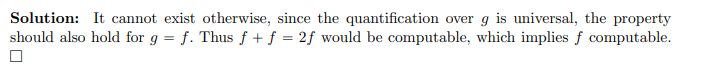 Solution: It cannot exist otherwise, since the quantification over g is universal, the property
should also hold for g = f. Thus f + f = 2f would be computable, which implies f computable.
□